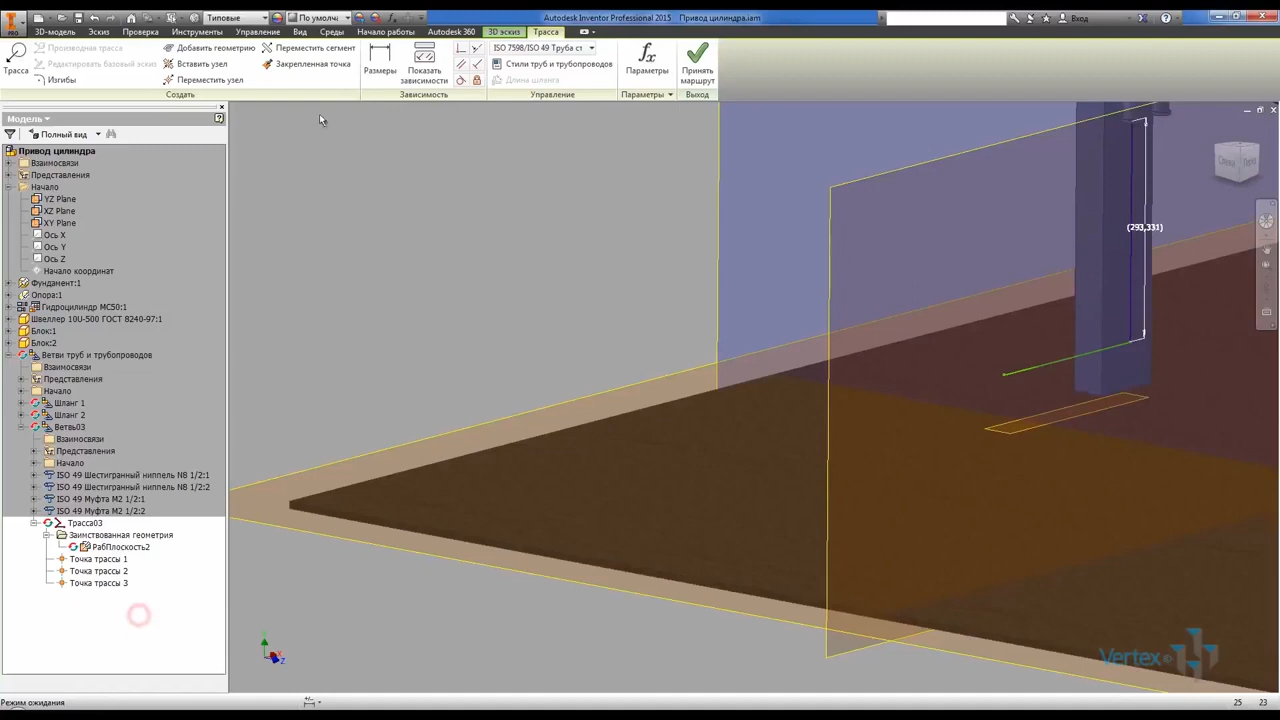 PRO
Типовые
По умолча
Autodesk Inventor Professional 2015 Привод цилиндра.iam
Вход
3D-модель
Эскиз
Проверка
Инструменты
Управление
Вид
Среды
Начало работы
Autodesk 360
3D эскиз
Трасса
Трасса
Производная трасса
Редактировать базовый эскиз
Изгибы
Добавить геометрию
Вставить узел
Переместить узел
Переместить сегмент
Закрепленная точка
Размеры
Показать
зависимости
ISO 7598/ISO 49 Труба ст
Стили труб и трубопроводов
Длина шланга
Параметры
Принять
маршрут
Создать
Зависимость
Управление
Параметры
Выход
Модель
Полный вид
Привод цилиндра
Взаимосвязи
Представления
Начало
YZ Plane
XZ Plane
XY Plane
Ось X
Ось Y
Ось Z
Начало координат
Фундамент:1
Опора:1
Гидроцилиндр МС50:1
Швеллер 10U-500 ГОСТ 8240-97:1
Блок:1
Блок:2
Ветви труб и трубопроводов
Взаимосвязи
Представления
Начало
Шланг 1
Шланг 2
Ветвь03
Взаимосвязи
Представления
Начало
ISO 49 Шестигранный ниппель N8 1/2:1
ISO 49 Шестигранный ниппель N8 1/2:2
ISO 49 Муфта M2 1/2:1
ISO 49 Муфта M2 1/2:2
Трасса03
Заимствованная геометрия
РабПлоскость2
Точка трассы 1
Точка трассы 2
Точка трассы 3
(293,331)
Z
Vertex
Режим ожидания
25 23